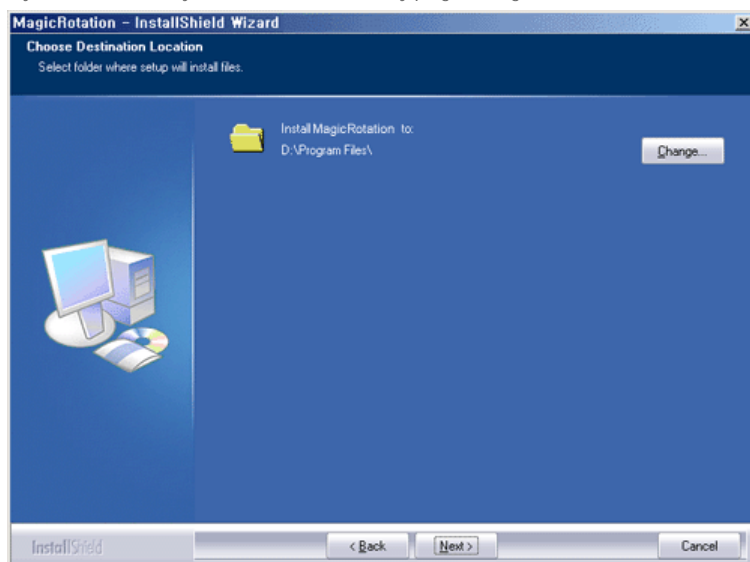 MagicRotation - InstallShield Wizard
Choose Destination Location
Select folder where setup will install files.
Install MagicRotation to:
D:\Program Files\
Change...
InstallShield
< Back
Next >
Cancel